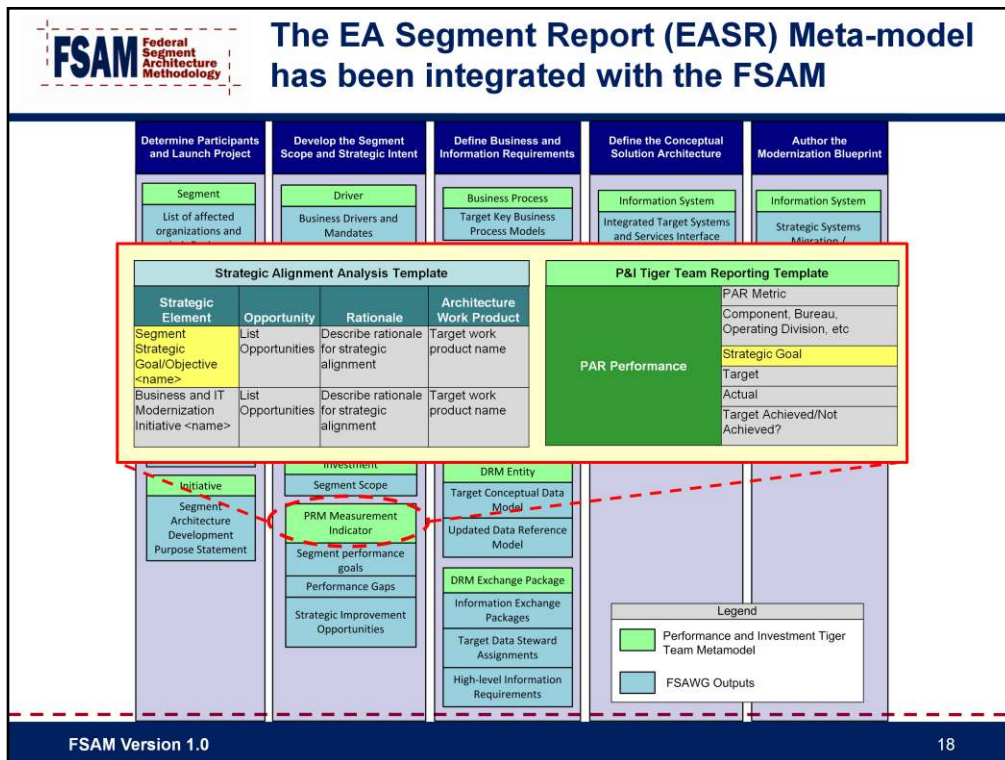 FSAM Federal
Segment
Architecture
Methodology
The EA Segment Report (EASR) Meta-model
has been integrated with the FSAM
Determine Participants
and Launch Project
Develop the Segment
Scope and Strategic Intent
Define Business and
Information Requirements
Define the Conceptual
Solution Architecture
Author the
Modernization Blueprint
Segment
List of affected
organizations and
Driver
Business Drivers and
Mandates
Business Process
Target Key Business
Process Models
Information System
Integrated Target Systems
and Services Interface
Information System
Strategic Systems
Migration /
Strategic Alignment Analysis Template
Strategic
Element
Opportunity
Rationale
Architecture
Work Product
Segment
Strategic
Goal/Objective
<name>
List
Opportunities
Describe rationale
for strategic
alignment
Target work
product name
Business and IT
Modernization
Initiative <name>
List
Opportunities
Describe rationale
for strategic
alignment
Target work
product name
P&I Tiger Team Reporting Template
PAR Performance
PAR Metric
Component, Bureau,
Operating Division, etc
Strategic Goal
Target
Actual
Target Achieved/Not
Achieved?
Initiative
Segment
Architecture
Development
Purpose Statement
Investment
Segment Scope
PRM Measurement
Indicator
Segment performance
goals
Performance Gaps
Strategic Improvement
Opportunities
DRM Entity
Target Conceptual Data
Model
Updated Data Reference
Model
DRM Exchange Package
Information Exchange
Packages
Target Data Steward
Assignments
High-level Information
Requirements
Legend
Performance and Investment Tiger
Team Metamodel
FSAWG Outputs
FSAM Version 1.0
18